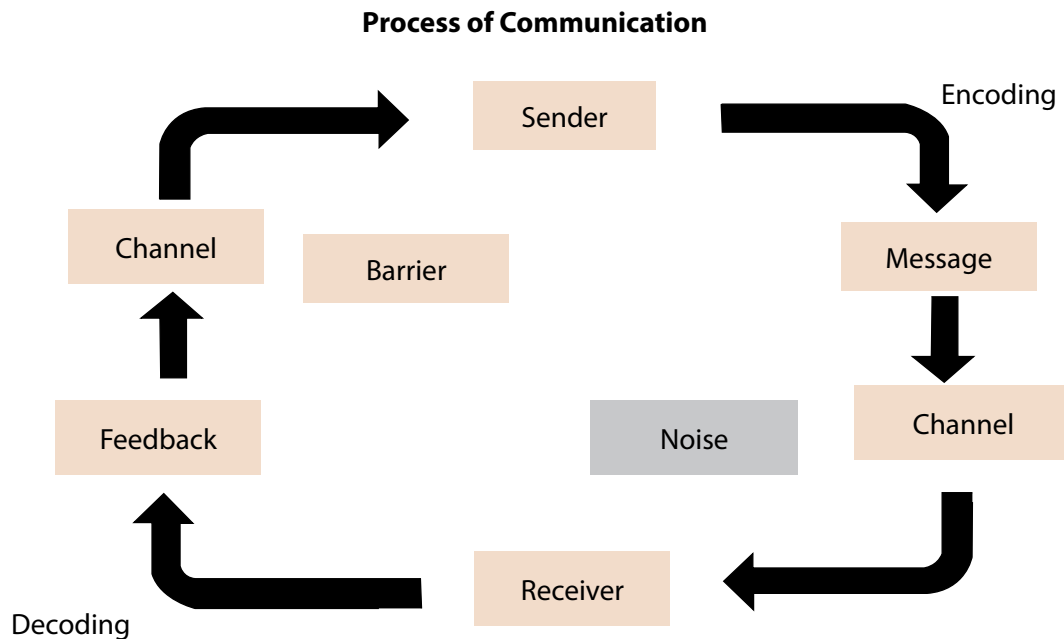 Process of Communication
Encoding
Sender
Message
Channel
Barrier
Channel
Feedback
Noise
Receiver
Decoding